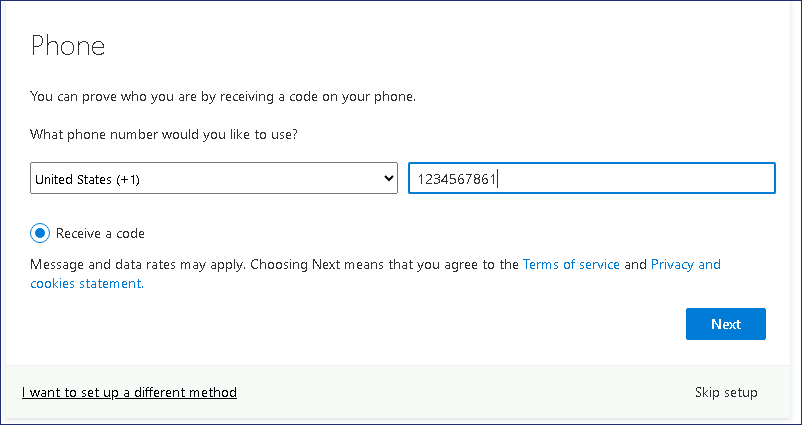 Phone
You can prove who you are by receiving a code on your phone.
What phone number would you like to use?
United States (+1)
1234567861
Receive a code
Message and data rates may apply. Choosing Next means that you agree to the Terms of service and Privacy and
cookies statement.
Next
I want to set up a different method
Skip setup